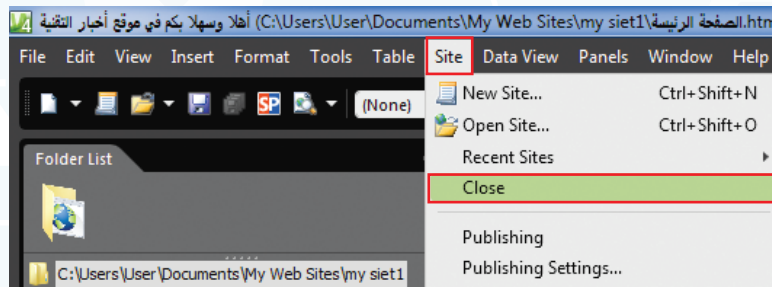 أهلا وسهلا بكم في موقع أخبار التقنية (C:\Users\User\Documents\My Web Sites\my siet1\الصفحة الرئيسة.htm
File Edit View Insert Format Tools Table Site Data View Panels Window Help
(None)
New Site... Ctrl+Shift+N
Open Site... Ctrl+Shift+O
Recent Sites
Close
Publishing
Publishing Settings...
SP
Folder List
C:\Users\User\Documents\My Web Sites\my siet1